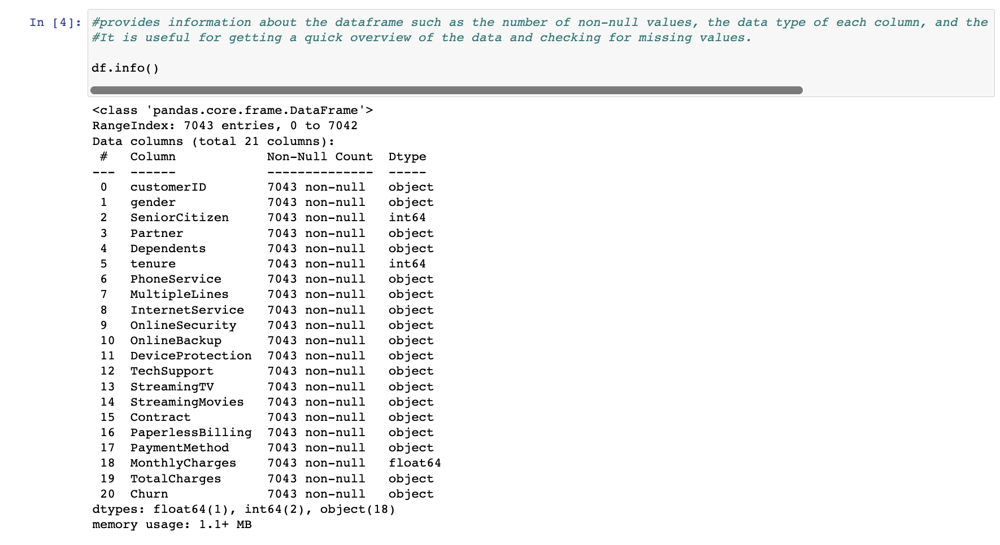 In [4]: #provides information about the dataframe such as the number of non-null values, the data type of each column, and the
#It is useful for getting a quick overview of the data and checking for missing values.
df.info()
<class 'pandas.core.frame.DataFrame'>
RangeIndex: 7043 entries, 0 to 7042
Data columns (total 21 columns):
 #   Column            Non-Null Count  Dtype
---  ------            --------------  -----
 0   customerID        7043 non-null   object
 1   gender            7043 non-null   object
 2   SeniorCitizen     7043 non-null   int64
 3   Partner           7043 non-null   object
 4   Dependents        7043 non-null   object
 5   tenure            7043 non-null   int64
 6   PhoneService      7043 non-null   object
 7   MultipleLines     7043 non-null   object
 8   InternetService   7043 non-null   object
 9   OnlineSecurity    7043 non-null   object
 10  OnlineBackup      7043 non-null   object
 11  DeviceProtection  7043 non-null   object
 12  TechSupport       7043 non-null   object
 13  StreamingTV       7043 non-null   object
 14  StreamingMovies   7043 non-null   object
 15  Contract          7043 non-null   object
 16  PaperlessBilling  7043 non-null   object
 17  PaymentMethod     7043 non-null   object
 18  MonthlyCharges    7043 non-null   float64
 19  TotalCharges      7043 non-null   object
 20  Churn             7043 non-null   object
dtypes: float64(1), int64(2), object(18)
memory usage: 1.1+ MB